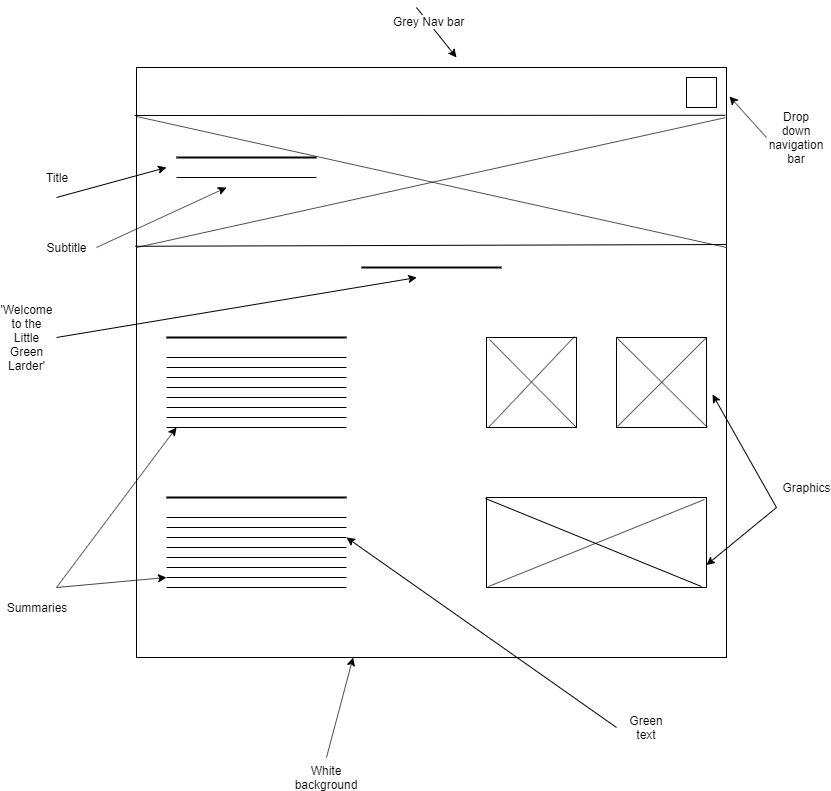 Grey Nav bar
Drop
down
navigation
bar
Title
Subtitle
'Welcome
to the
Little
Green
Larder'
Graphics
Summaries
Green
text
White
background